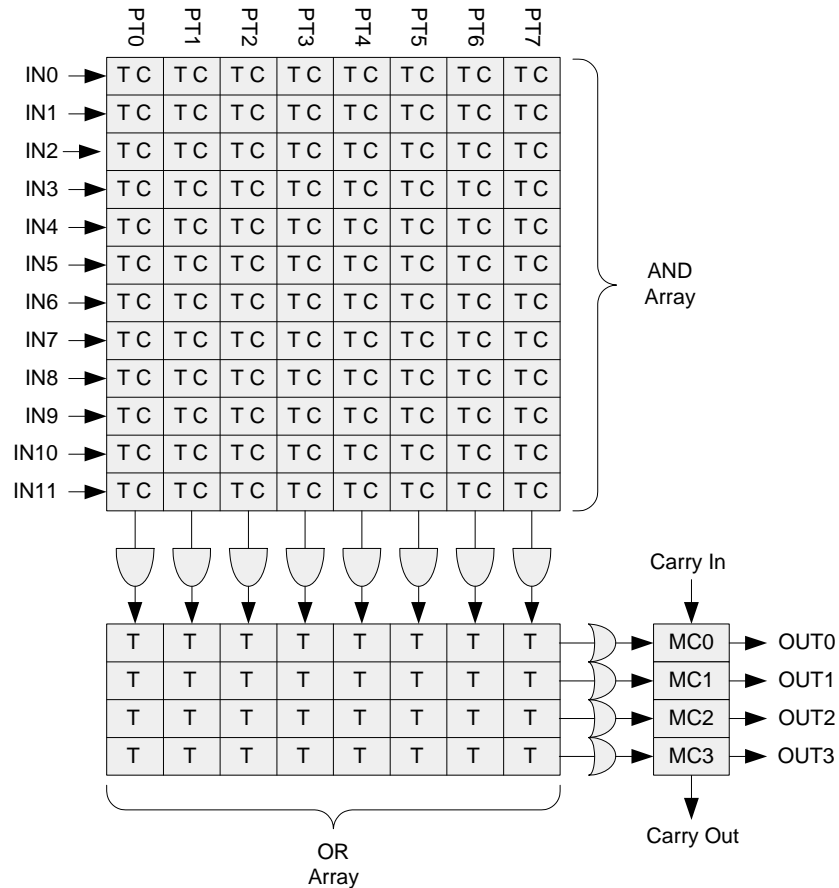 PT0 PT1 PT2 PT3 PT4 PT5 PT6 PT7
IN0 T C T C T C T C T C T C T C T C
IN1 T C T C T C T C T C T C T C T C
IN2 T C T C T C T C T C T C T C T C
IN3 T C T C T C T C T C T C T C T C
IN4 T C T C T C T C T C T C T C T C
IN5 T C T C T C T C T C T C T C T C
IN6 T C T C T C T C T C T C T C T C
IN7 T C T C T C T C T C T C T C T C
IN8 T C T C T C T C T C T C T C T C
IN9 T C T C T C T C T C T C T C T C
IN10 T C T C T C T C T C T C T C T C
IN11 T C T C T C T C T C T C T C T C
AND
Array
Carry In
T T T T T T T T MC0 OUT0
T T T T T T T T MC1 OUT1
T T T T T T T T MC2 OUT2
T T T T T T T T MC3 OUT3
Carry Out
OR
Array